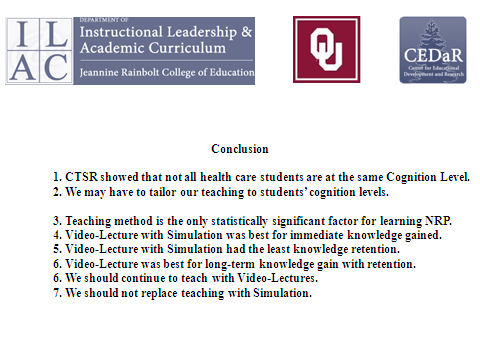 DEPARTMENT OF
I L
A C
Instructional Leadership &
Academic Curriculum
Jeannine Rainbolt College of Education
OU
CEDaR
Center for Educational
Development and Research
Conclusion
1. CTSR showed that not all health care students are at the same Cognition Level.
2. We may have to tailor our teaching to students’ cognition levels.
3. Teaching method is the only statistically significant factor for learning NRP.
4. Video-Lecture with Simulation was best for immediate knowledge gained.
5. Video-Lecture with Simulation had the least knowledge retention.
6. Video-Lecture was best for long-term knowledge gain with retention.
6. We should continue to teach with Video-Lectures.
7. We should not replace teaching with Simulation.